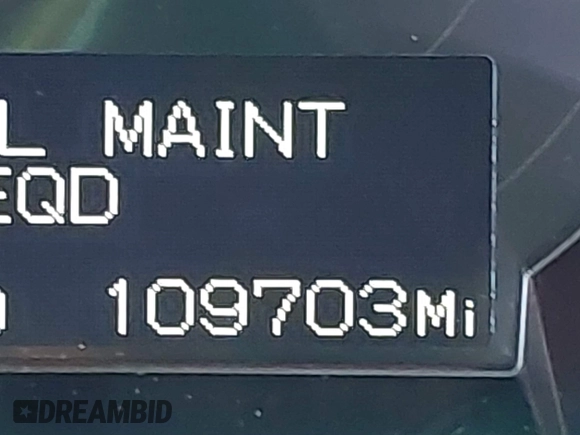 L MAINT
EQD
109703Mi
DREAMBID